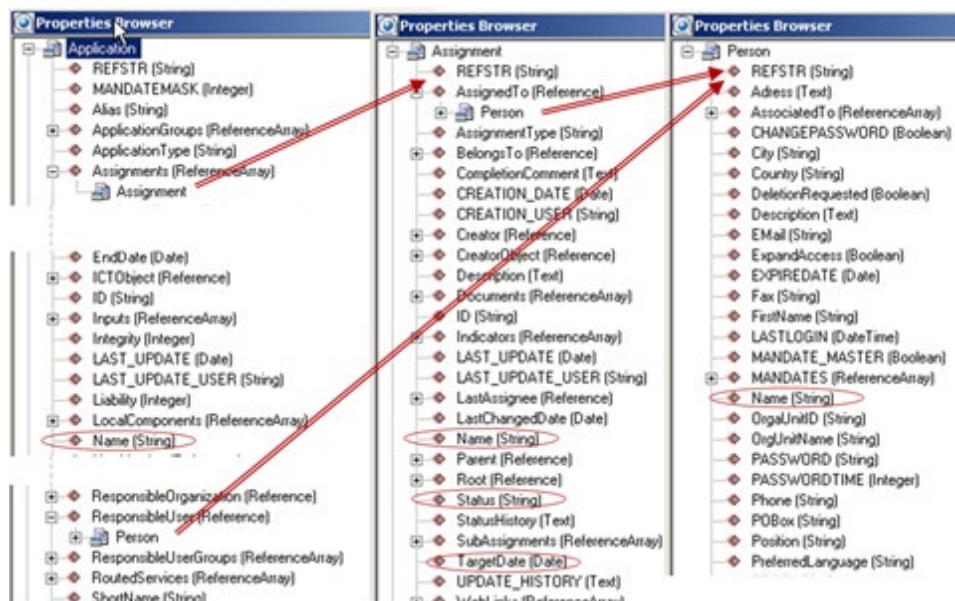 Properties Browser
Application
REFSTR (String)
MANDATEMASK (Integer)
Alias (String)
ApplicationGroups (ReferenceArray)
ApplicationType (String)
Assignments (ReferenceArray)
Assignment
EndDate (Date)
ICTObject (Reference)
ID (String)
Inputs (ReferenceArray)
Integrity (Integer)
LAST_UPDATE (Date)
LAST_UPDATE_USER (String)
Liability (Integer)
LocalComponents (ReferenceArray)
Name (String)
ResponsibleOrganization (Reference)
ResponsibleUser (Reference)
Person
ResponsibleUserGroups (ReferenceArray)
RoutedServices (ReferenceArray)
ShortName (String)
Properties Browser
Assignment
REFSTR (String)
AssignedTo (Reference)
Person
AssignmentType (String)
BelongsTo (Reference)
CompletionComment (Text)
CREATION_DATE (Date)
CREATION_USER (String)
Creator (Reference)
CreatorObject (Reference)
Description (Text)
Documents (ReferenceArray)
ID (String)
Indicators (ReferenceArray)
LAST_UPDATE (Date)
LAST_UPDATE_USER (String)
LastAssignee (Reference)
LastChangedDate (Date)
Name (String)
Parent (Reference)
Root (Reference)
Status (String)
StatusHistory (Text)
SubAssignments (ReferenceArray)
TargetDate (Date)
UPDATE_HISTORY (Text)
WebLinks (ReferenceArray)
Properties Browser
Person
REFSTR (String)
Adress (Text)
AssociatedTo (ReferenceArray)
CHANGEPASSWORD (Boolean)
City (String)
Country (String)
DeletionRequested (Boolean)
Description (Text)
EMail (String)
ExpandAccess (Boolean)
EXPIREDATE (Date)
Fax (String)
FirstName (String)
LASTLOGIN (DateTime)
MANDATE_MASTER (Boolean)
MANDATES (ReferenceArray)
Name (String)
OrgaUnitID (String)
OrgUnitName (String)
PASSWORD (String)
PASSWORDTIME (Integer)
Phone (String)
POBox (String)
Position (String)
PreferredLanguage (String)